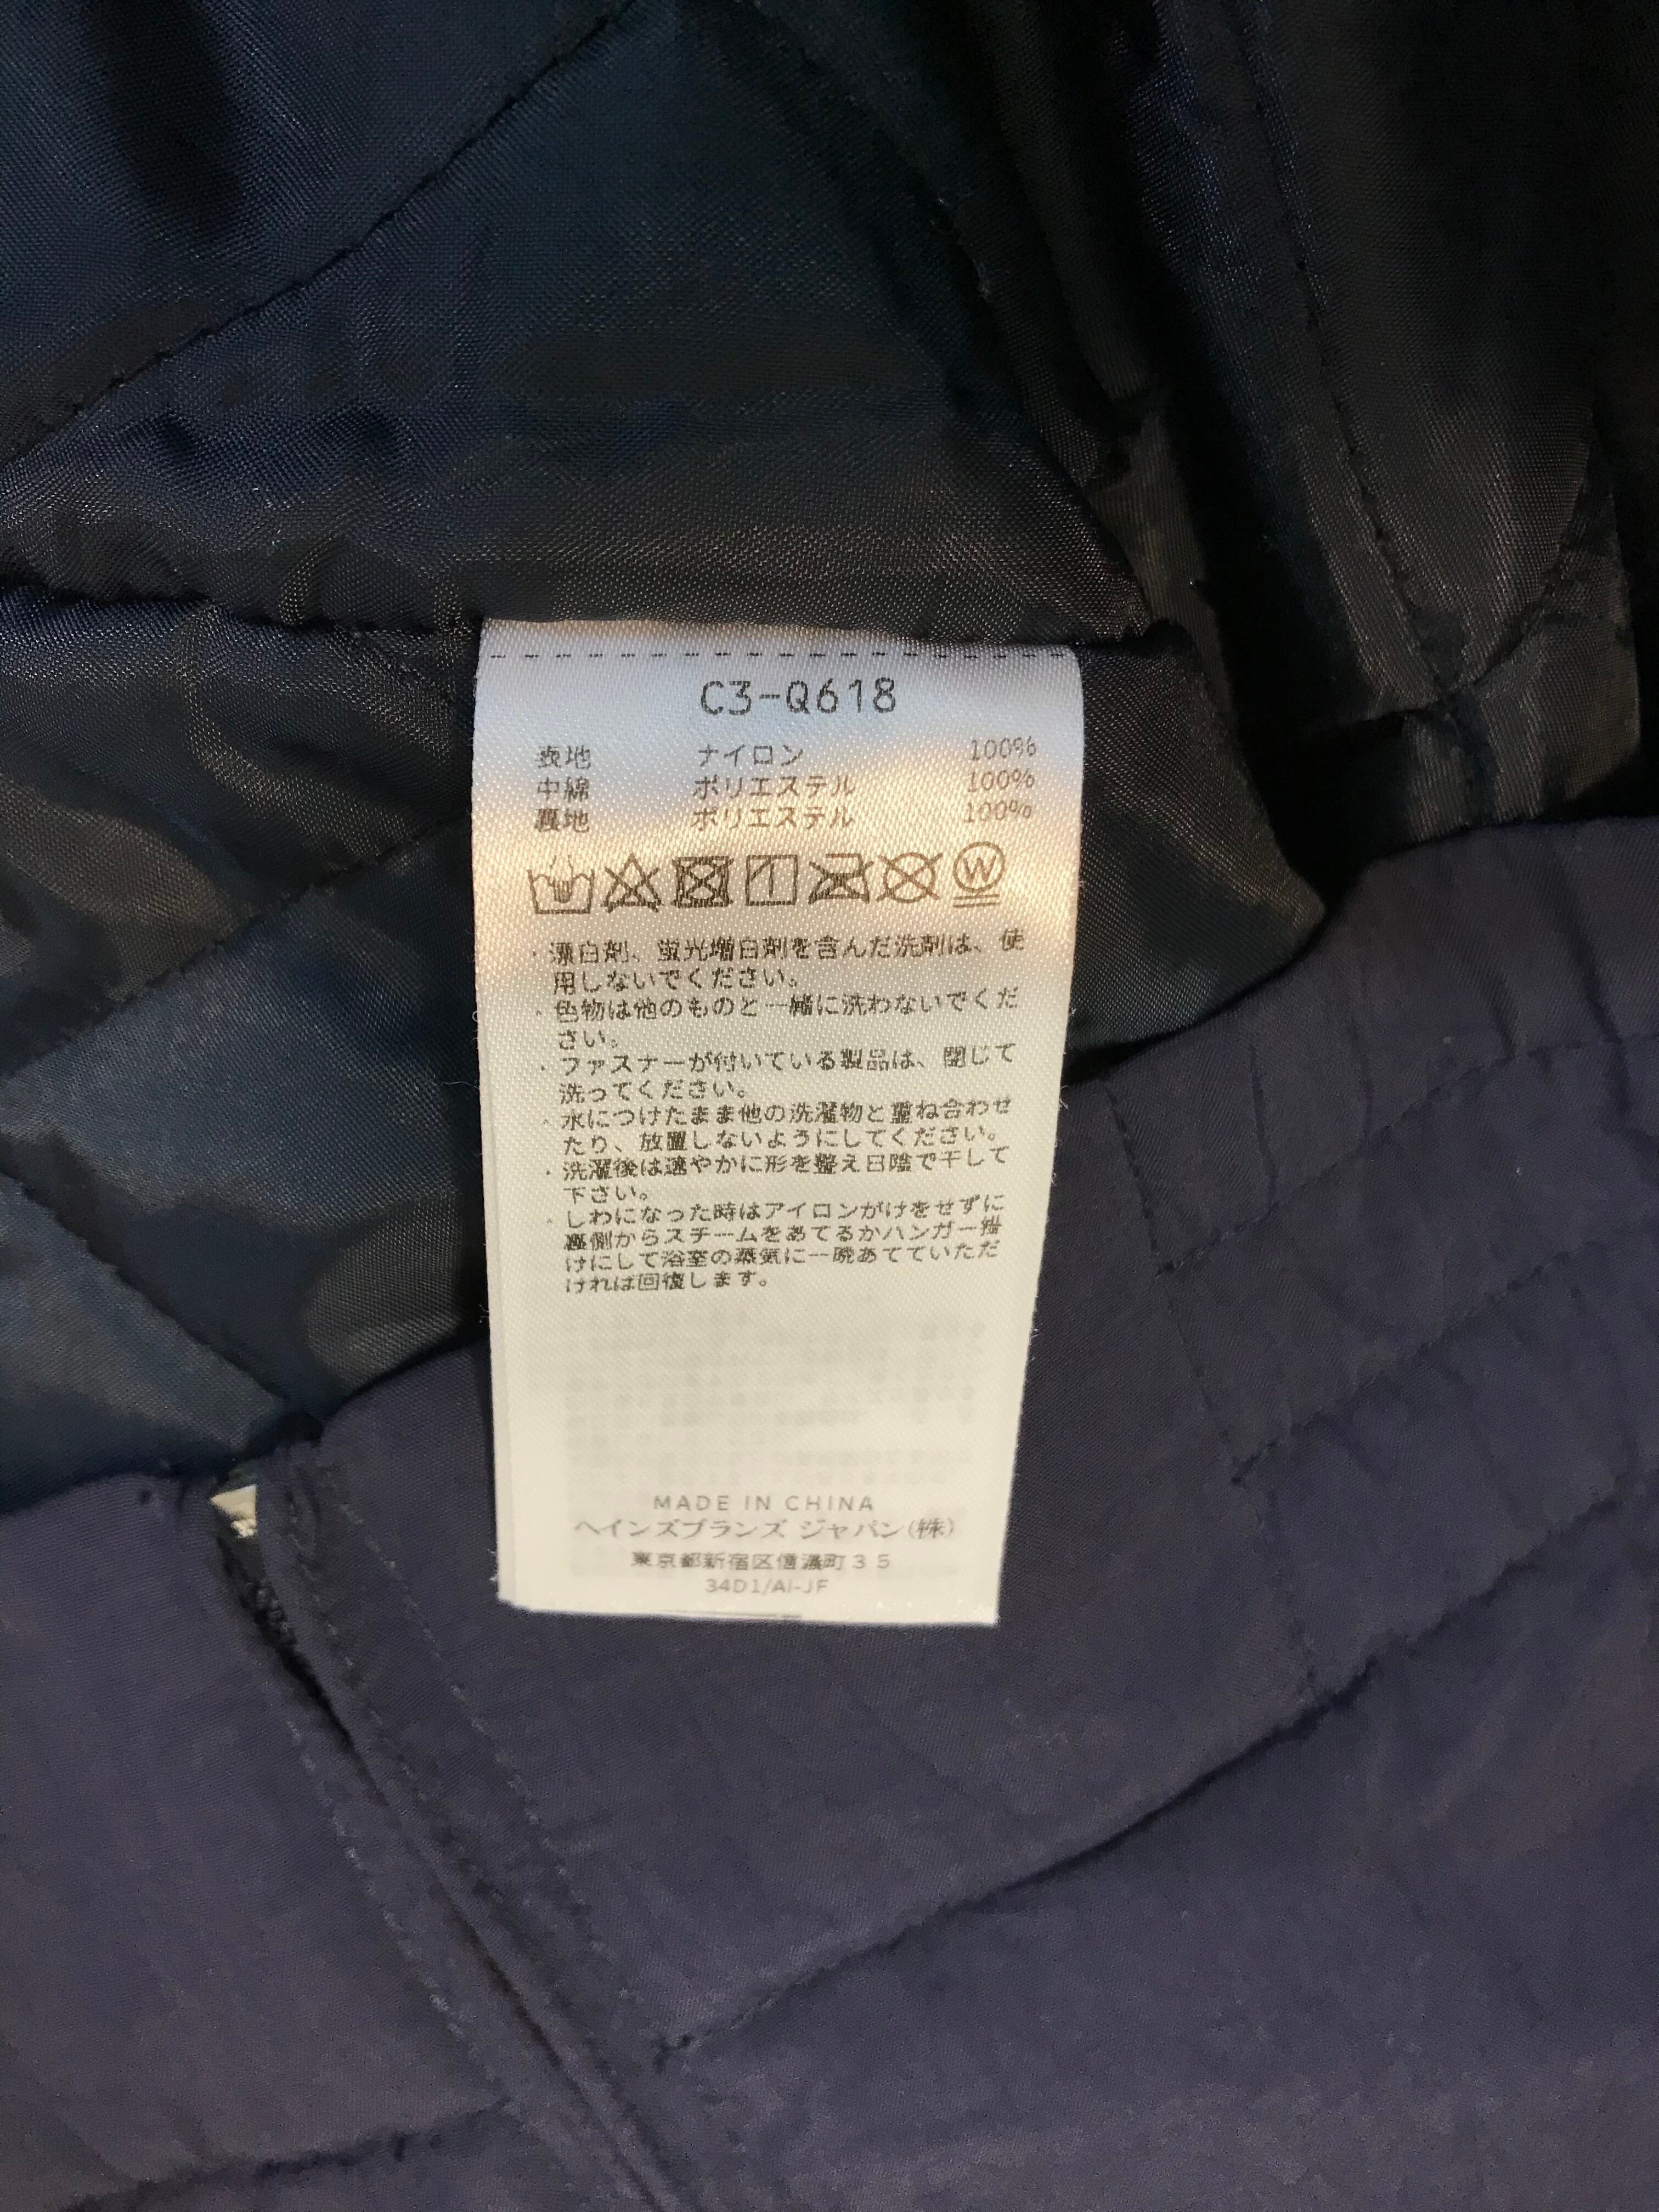 C3-Q618
表地 ナイロン 100%
中綿 ポリエステル 100%
裏地 ポリエステル 100%
W
・漂白剤、蛍光増白剤を含んだ洗剤は、使
用しないでください。
・色物は他のものと一緒に洗わないでくだ
さい。
・ファスナーが付いている製品は、閉じて
洗ってください。
・水につけたまま他の洗濯物と重ね合わせ
たり、放置しないようにしてください。
・洗濯後は速やかに形を整え日陰で干して
下さい。
・しわになった時はアイロンがけをせずに
裏側からスチームをあてるかハンガー掛
けにして浴室の蒸気に一晩あてていただ
ければ回復します。
MADE IN CHINA
ヘインズブランズ ジャパン(株)
東京都新宿区信濃町35
34D1/AI-JF